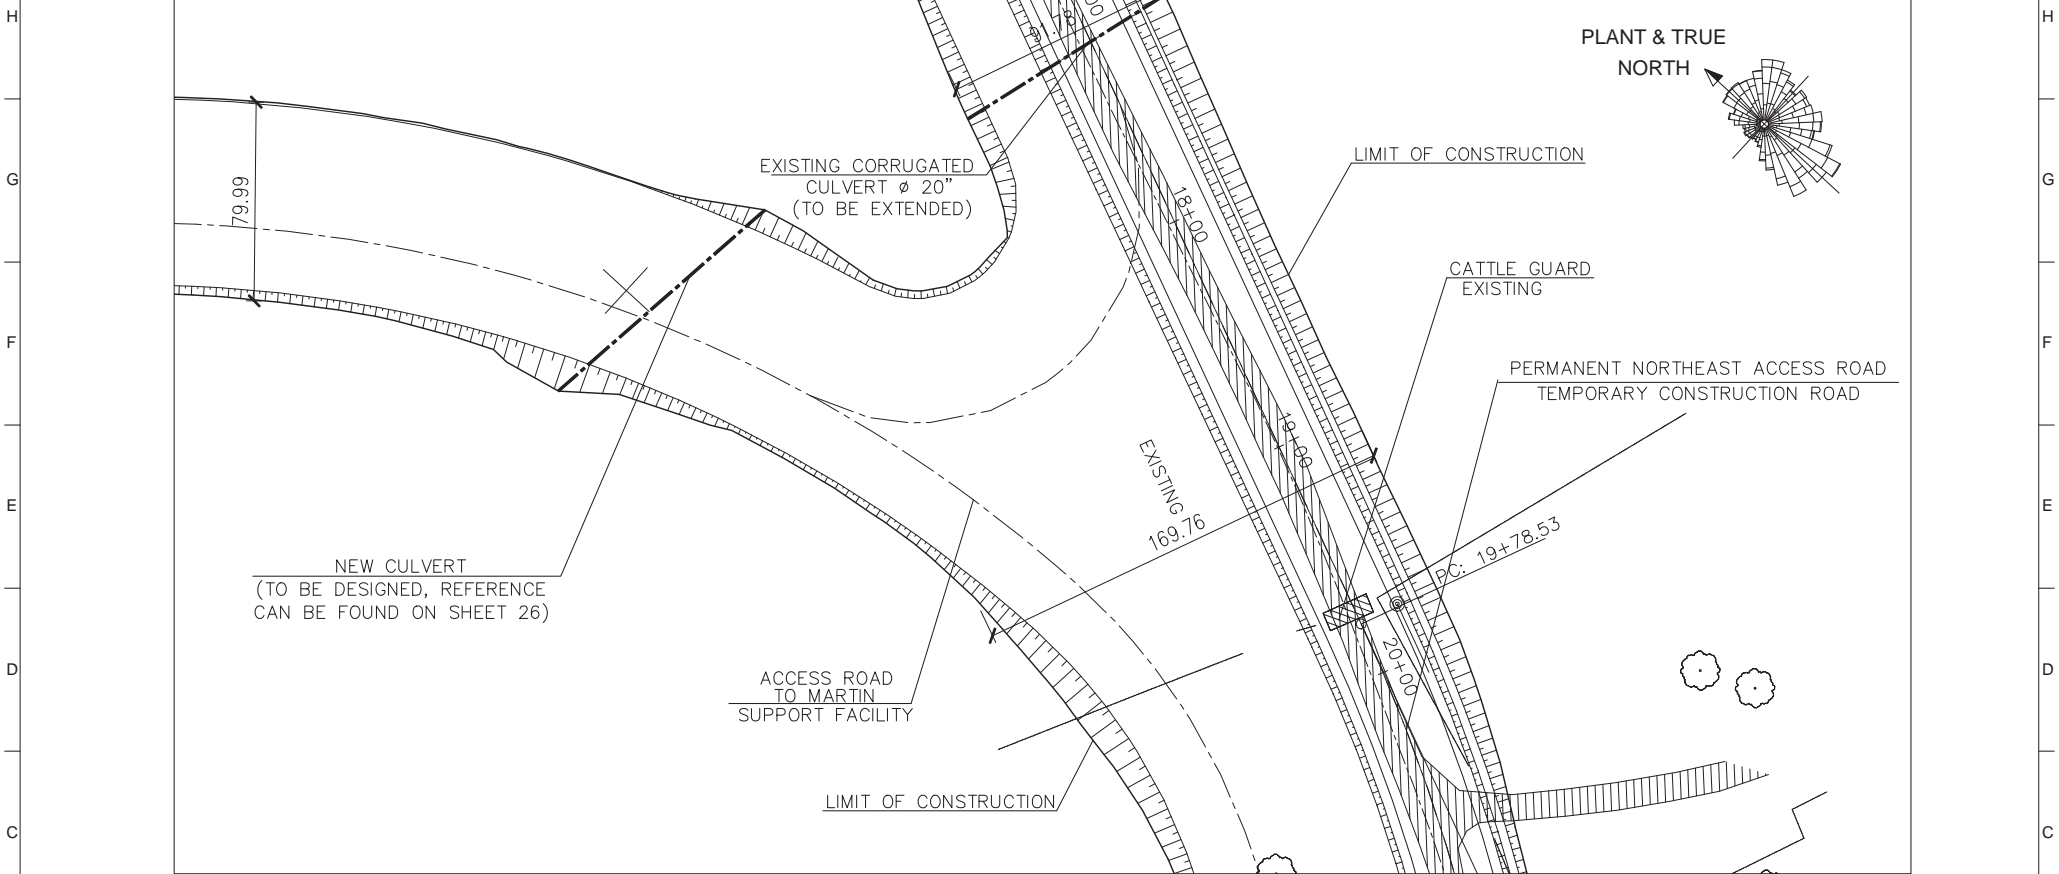 H
H
PLANT & TRUE
NORTH
91.18
G
G
EXISTING CORRUGATED
CULVERT ø 20"
(TO BE EXTENDED)
LIMIT OF CONSTRUCTION
79.99
18+00
CATTLE GUARD
EXISTING
F
F
PERMANENT NORTHEAST ACCESS ROAD
TEMPORARY CONSTRUCTION ROAD
19+00
EXISTING
169.76
E
E
PC: 19+78.53
NEW CULVERT
(TO BE DESIGNED, REFERENCE
CAN BE FOUND ON SHEET 26)
20+00
D
D
ACCESS ROAD
TO MARTIN
SUPPORT FACILITY
LIMIT OF CONSTRUCTION
C
C